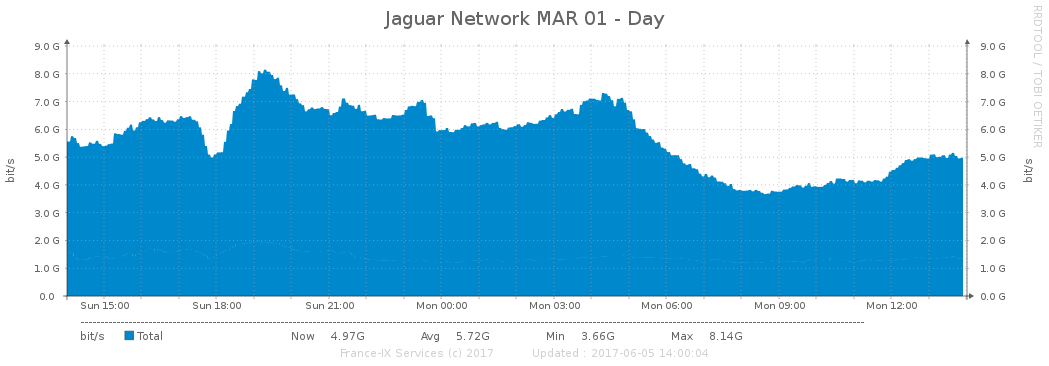 Jaguar Network MAR 01 - Day
RRDTOOL / TOBI OETIKER
bit/s
9.0 G 9.0 G
8.0 G 8.0 G
7.0 G 7.0 G
6.0 G 6.0 G
5.0 G 5.0 G
4.0 G 4.0 G
3.0 G 3.0 G
2.0 G 2.0 G
1.0 G 1.0 G
0.0 0.0 G
bit/s
Sun 15:00 Sun 18:00 Sun 21:00 Mon 00:00 Mon 03:00 Mon 06:00 Mon 09:00 Mon 12:00
bit/s Total Now 4.97G Avg 5.72G Min 3.66G Max 8.14G
France-IX Services (c) 2017 Updated : 2017-06-05 14:00:04